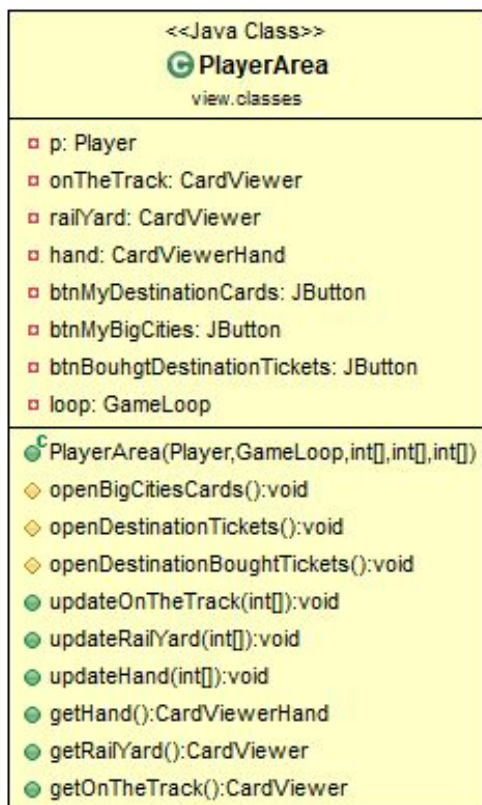 <<Java Class>>
PlayerArea
view.classes
p: Player
onTheTrack: CardViewer
railYard: CardViewer
hand: CardViewerHand
btnMyDestinationCards: JButton
btnMyBigCities: JButton
btnBouhgtDestinationTickets: JButton
loop: GameLoop
PlayerArea(Player,GameLoop,int[],int[],int[])
openBigCitiesCards():void
openDestinationTickets():void
openDestinationBoughtTickets():void
updateOnTheTrack(int[]):void
updateRailYard(int[]):void
updateHand(int[]):void
getHand():CardViewerHand
getRailYard():CardViewer
getOnTheTrack():CardViewer